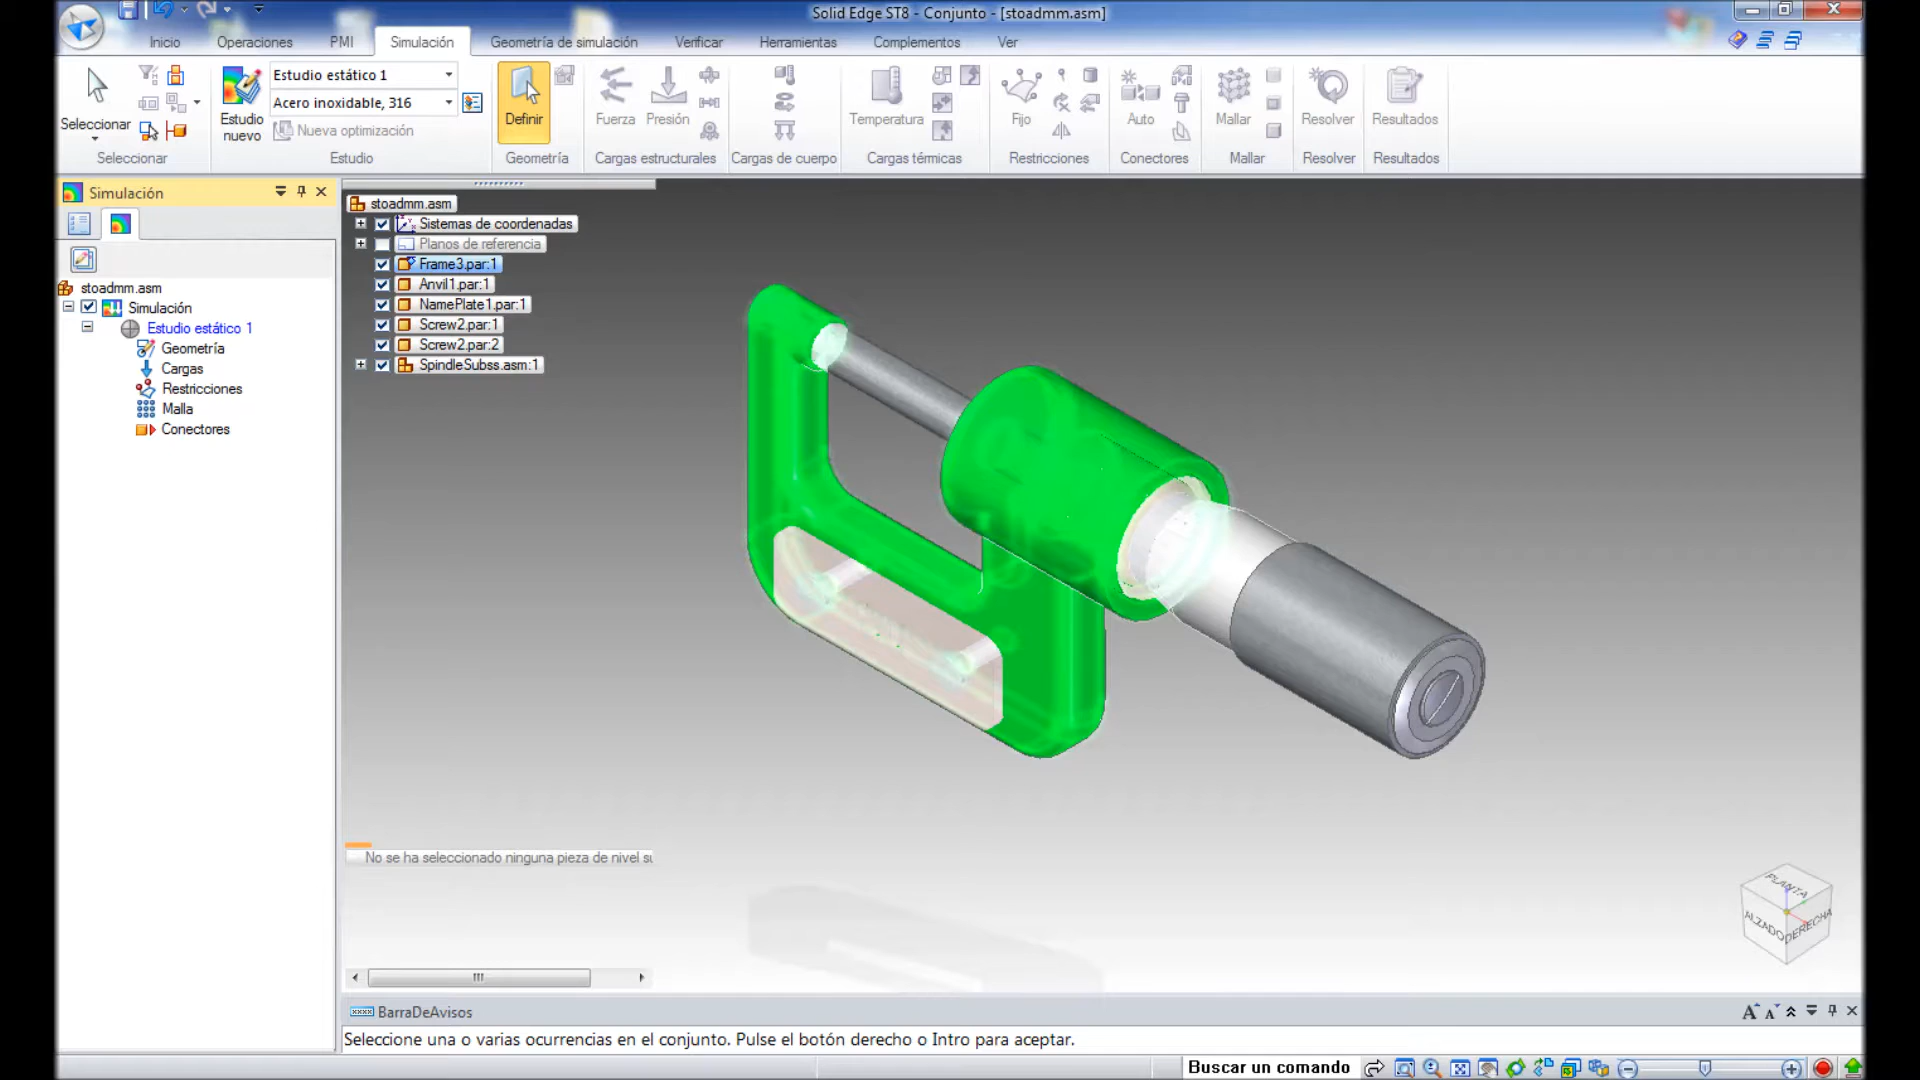 Solid Edge ST8 - Conjunto - [stoadmm.asm]
Inicio
Operaciones
PMI
Simulación
Geometría de simulación
Verificar
Herramientas
Complementos
Ver
Seleccionar
Estudio nuevo
Estudio estático 1
Acero inoxidable, 316
Nueva optimización
Definir
Fuerza
Presión
Temperatura
Fijo
Auto
Mallar
Resolver
Resultados
Seleccionar
Estudio
Geometría
Cargas estructurales
Cargas de cuerpo
Cargas térmicas
Restricciones
Conectores
Mallar
Resolver
Resultados
Simulación
stoadmm.asm
Simulación
Estudio estático 1
Geometría
Cargas
Restricciones
Malla
Conectores
stoadmm.asm
Sistemas de coordenadas
Planos de referencia
Frame3.par:1
Anvil1.par:1
NamePlate1.par:1
Screw2.par:1
Screw2.par:2
SpindleSubss.asm:1
No se ha seleccionado ninguna pieza de nivel su
PLANTA
ALZADO
DERECHA
BarraDeAvisos
Seleccione una o varias ocurrencias en el conjunto. Pulse el botón derecho o Intro para aceptar.
Buscar un comando